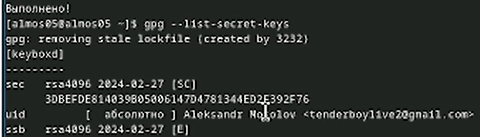 Выполнено!
[almos05@almos05 ~]$ gpg --list-secret-keys
gpg: removing stale lockfile (created by 3232)
[keyboxd]
---------
sec rsa4096 2024-02-27 [SC]
3DBEFDE814039B05006147D4781344ED2E392F76
uid [ абсолютно ] Aleksandr <tenderboylive2@gmail.com>
ssb rsa4096 2024-02-27 [E]